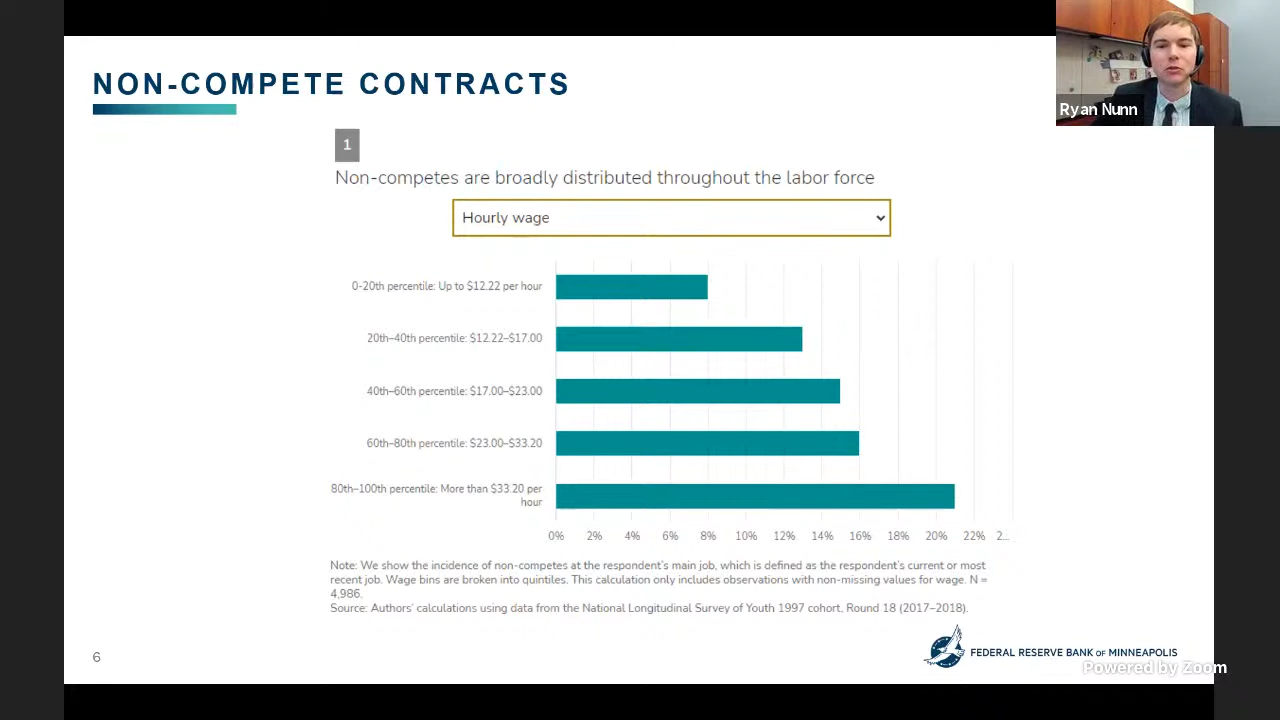 NON-COMPETE CONTRACTS
Ryan Nunn
1
Non-competes are broadly distributed throughout the labor force
Hourly wage
0-20th percentile: Up to $12.22 per hour
20th–40th percentile: $12.22–$17.00
40th–60th percentile: $17.00–$23.00
60th–80th percentile: $23.00–$33.20
80th–100th percentile: More than $33.20 per
hour
0% 2% 4% 6% 8% 10% 12% 14% 16% 18% 20% 22% 2...
Note: We show the incidence of non-competes at the respondent's main job, which is defined as the respondent's current or most
recent job. Wage bins are broken into quintiles. This calculation only includes observations with non-missing values for wage. N =
4,986.
Source: Authors' calculations using data from the National Longitudinal Survey of Youth 1997 cohort, Round 18 (2017–2018).
6
FEDERAL RESERVE BANK OF MINNEAPOLIS
Powered by Zoom